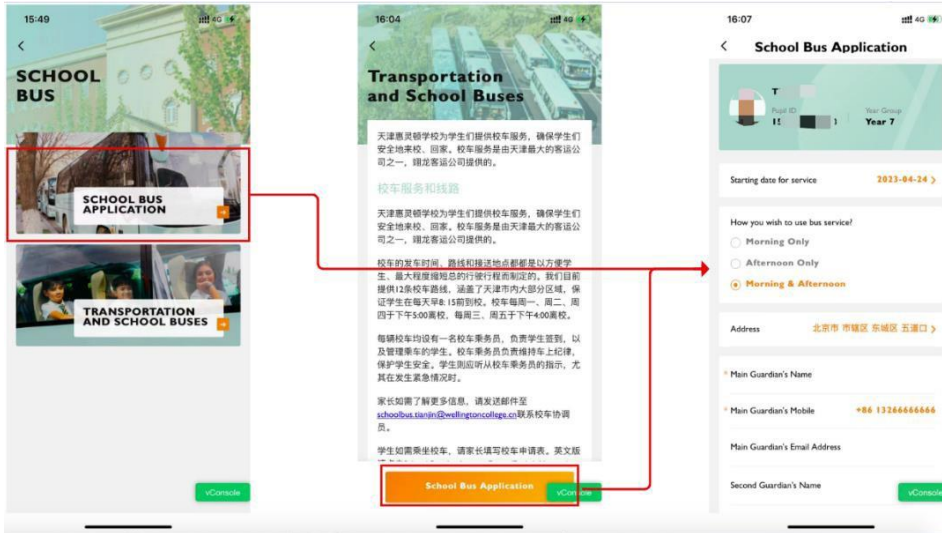 15:49
4G
SCHOOL
BUS
SCHOOL BUS
APPLICATION
TRANSPORTATION
AND SCHOOL BUSES
vConsole
16:04
4G
Transportation
and School Buses
天津惠灵顿学校为学生们提供校车服务，确保学生们
安全地来校、回家。校车服务是由天津最大的客运公
司之一，翊龙客运公司提供的。
校车服务和线路
天津惠灵顿学校为学生们提供校车服务，确保学生们
安全地来校、回家。校车服务是由天津最大的客运公
司之一，翊龙客运公司提供的。
校车的发车时间、路线和接送地点都都是以方便学
生、最大程度缩短总的行驶行程而制定的。我们目前
提供12条校车路线，涵盖了天津市内大部分区域，保
证学生在每天早8: 15前到校。校车每周一、周二、周
四于下午5:00离校，每周三、周五于下午4:00离校。
每辆校车均设有一名校车乘务员，负责学生签到，以
及管理乘车的学生。校车乘务员负责维持车上纪律，
保护学生安全。学生则应听从校车乘务员的指示，尤
其在发生紧急情况时。
家长如需了解更多信息，请发送邮件至
schoolbus.tianjin@wellingtoncollege.cn联系校车协调
员。
学生如需乘坐校车，请家长填写校车申请表。英文版
School Bus Application
vConsole
16:07
4G
School Bus Application
T
Pupil ID
Year Group
Year 7
Starting date for service 2023-04-24 >
How you wish to use bus service?
Morning Only
Afternoon Only
Morning & Afternoon
Address 北京市 市辖区 东城区 五道口 >
* Main Guardian's Name
* Main Guardian's Mobile +86 13266666666
Main Guardian's Email Address
Second Guardian's Name
vConsole